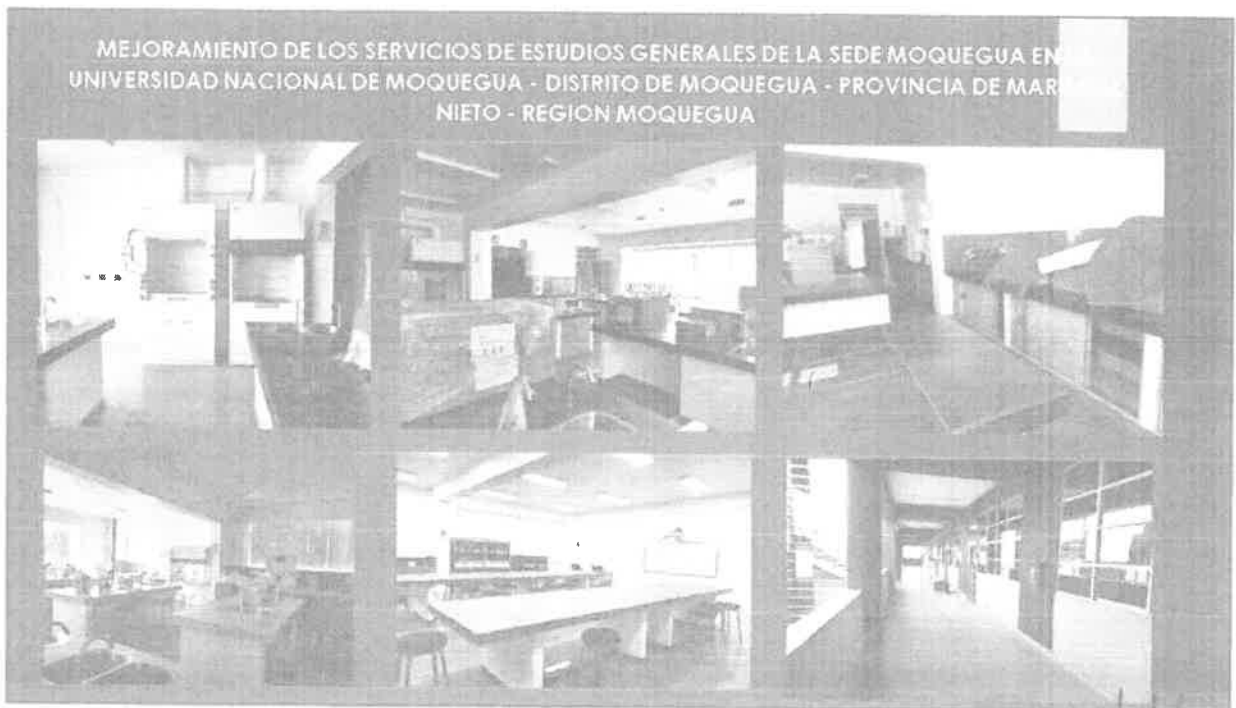 MEJORAMIENTO DE LOS SERVICIOS DE ESTUDIOS GENERALES DE LA SEDE MOQUEGUA EN
UNIVERSIDAD NACIONAL DE MOQUEGUA - DISTRITO DE MOQUEGUA - PROVINCIA DE
NIETO - REGION MOQUEGUA